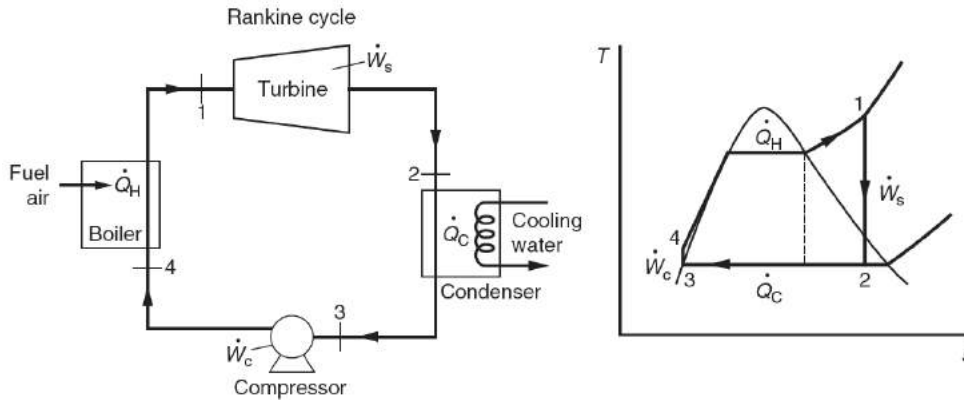 Rankine cycle
Ẇs
Turbine
1
2
Fuel
air
Q̇H
Boiler
Q̇C
Cooling
water
Condenser
4
3
Ẇc
Compressor
T
1
Q̇H
Ẇs
4
Ẇc
3
2
Q̇C